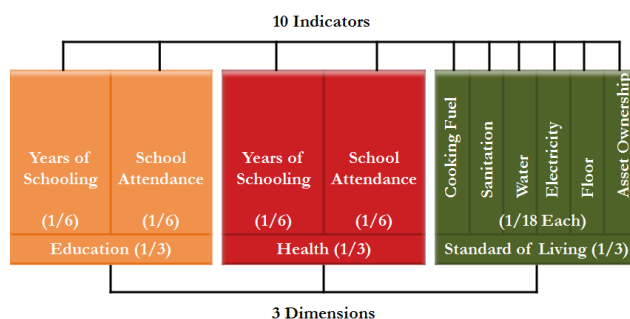 10 Indicators
Years of
Schooling
(1/6)
School
Attendance
(1/6)
Education (1/3)
Years of
Schooling
(1/6)
School
Attendance
(1/6)
Health (1/3)
Cooking Fuel
Sanitation
Water
Electricity
Floor
Asset Ownership
(1/18 Each)
Standard of Living (1/3)
3 Dimensions